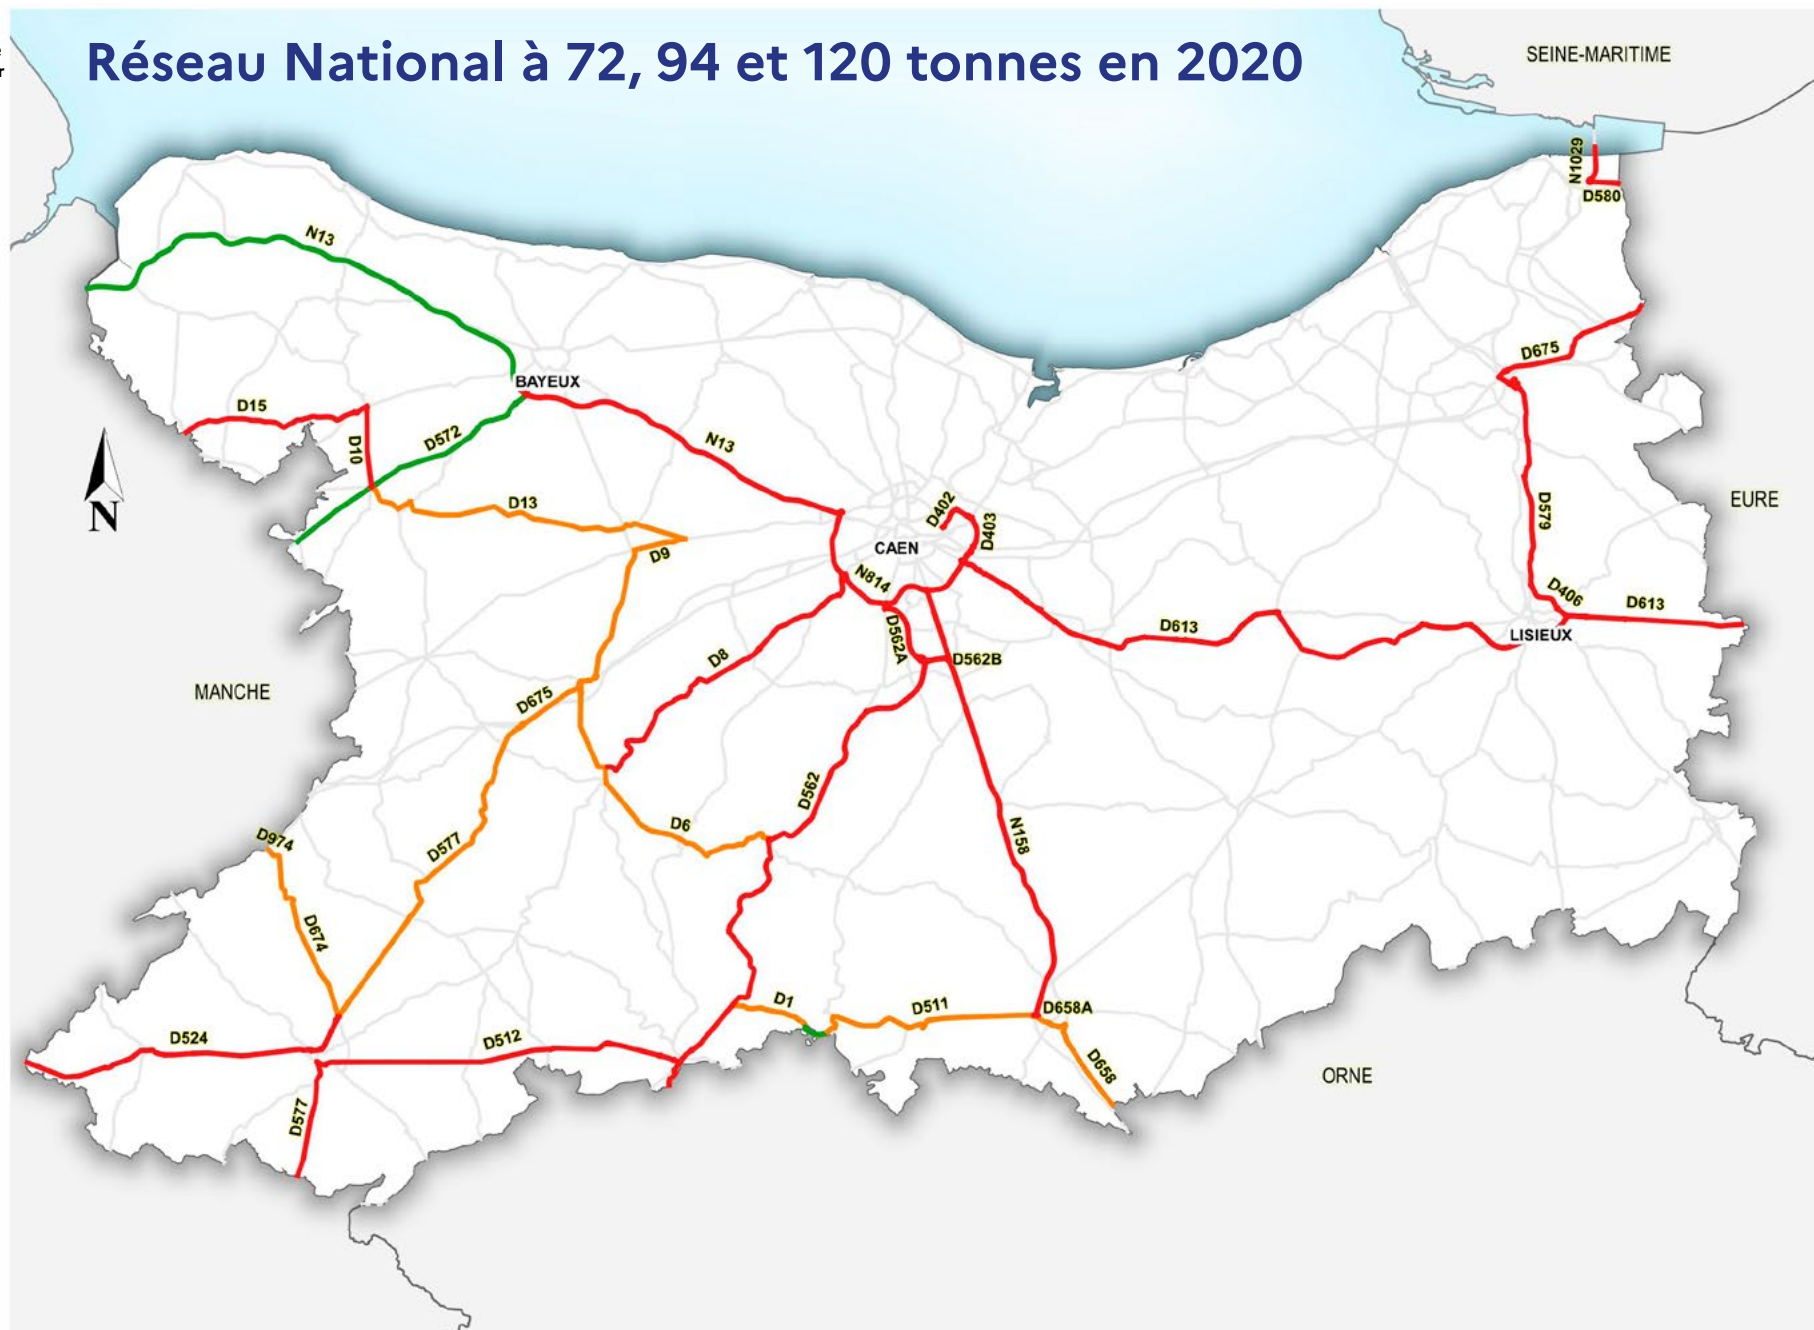 Réseau National à 72, 94 et 120 tonnes en 2020
SEINE-MARITIME
N1029
D580
N13
D675
BAYEUX
D15
D10
D572
N13
D579
EURE
D402
D403
CAEN
D13
D9
N814
D406
D613
D613
LISIEUX
D562A
D562B
D8
MANCHE
D675
D562
D6
N158
D974
D577
D674
D1
D511
D658A
D524
D512
D658
ORNE
D577
N